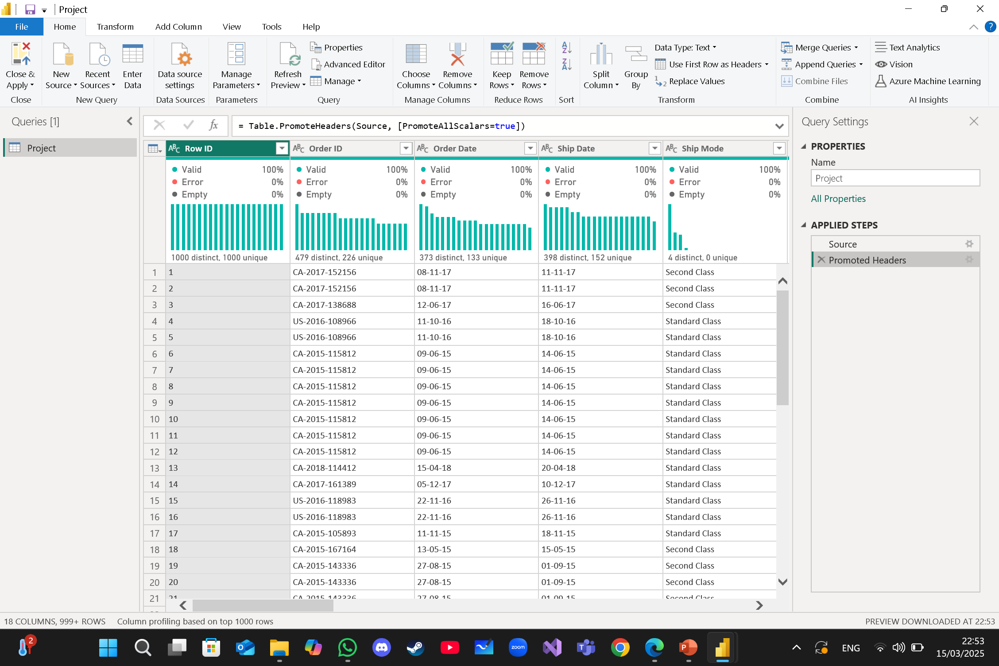 Project
File Home Transform Add Column View Tools Help
Close & Apply
New Source
Recent Sources
Enter Data
Data source settings
Manage Parameters
Refresh Preview
Properties
Advanced Editor
Manage
Choose Columns
Remove Columns
Keep Rows
Remove Rows
Split Column
Group By
Data Type: Text
Use First Row as Headers
Replace Values
Merge Queries
Append Queries
Combine Files
Text Analytics
Vision
Azure Machine Learning
Close New Query Data Sources Parameters Query Manage Columns Reduce Rows Sort Transform Combine AI Insights
Queries [1]
Project
fx
= Table.PromoteHeaders(Source, [PromoteAllScalars=true])
ABC Row ID ABC Order ID ABC Order Date ABC Ship Date ABC Ship Mode
Valid 100% Valid 100% Valid 100% Valid 100% Valid 100%
Error 0% Error 0% Error 0% Error 0% Error 0%
Empty 0% Empty 0% Empty 0% Empty 0% Empty 0%
1000 distinct, 1000 unique 479 distinct, 226 unique 373 distinct, 133 unique 398 distinct, 152 unique 4 distinct, 0 unique
1 1 CA-2017-152156 08-11-17 11-11-17 Second Class
2 2 CA-2017-152156 08-11-17 11-11-17 Second Class
3 3 CA-2017-138688 12-06-17 16-06-17 Second Class
4 4 US-2016-108966 11-10-16 18-10-16 Standard Class
5 5 US-2016-108966 11-10-16 18-10-16 Standard Class
6 6 CA-2015-115812 09-06-15 14-06-15 Standard Class
7 7 CA-2015-115812 09-06-15 14-06-15 Standard Class
8 8 CA-2015-115812 09-06-15 14-06-15 Standard Class
9 9 CA-2015-115812 09-06-15 14-06-15 Standard Class
10 10 CA-2015-115812 09-06-15 14-06-15 Standard Class
11 11 CA-2015-115812 09-06-15 14-06-15 Standard Class
12 12 CA-2015-115812 09-06-15 14-06-15 Standard Class
13 13 CA-2018-114412 15-04-18 20-04-18 Standard Class
14 14 CA-2017-161389 05-12-17 10-12-17 Standard Class
15 15 US-2016-118983 22-11-16 26-11-16 Standard Class
16 16 US-2016-118983 22-11-16 26-11-16 Standard Class
17 17 CA-2015-105893 11-11-15 18-11-15 Standard Class
18 18 CA-2015-167164 13-05-15 15-05-15 Second Class
19 19 CA-2015-143336 27-08-15 01-09-15 Second Class
20 20 CA-2015-143336 27-08-15 01-09-15 Second Class
21 21 CA-2015-143336 27-08-15 01-09-15 Second Class
Query Settings
PROPERTIES
Name
Project
All Properties
APPLIED STEPS
Source
Promoted Headers
18 COLUMNS, 999+ ROWS Column profiling based on top 1000 rows PREVIEW DOWNLOADED AT 22:53
2
zoom
ENG
22:53
15/03/2025